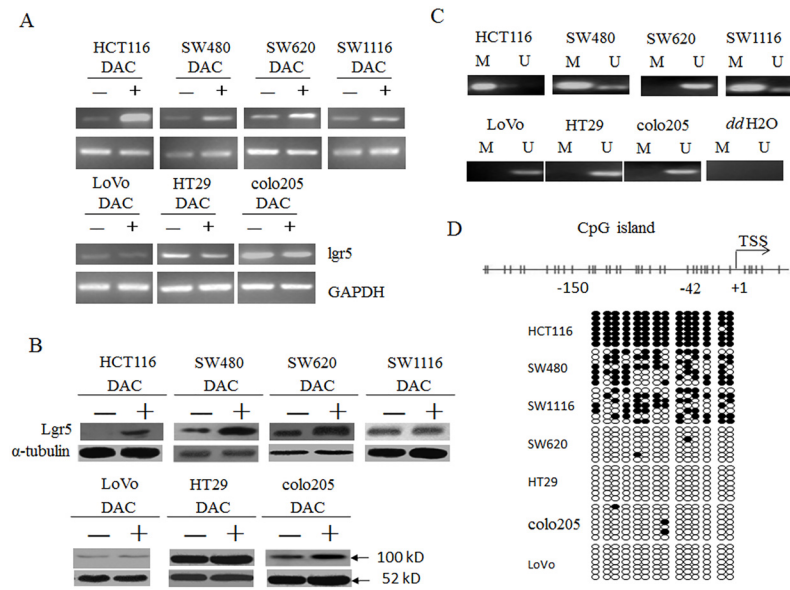 A
HCT116 SW480 SW620 SW1116
DAC DAC DAC DAC
— + — + — + — +
LoVo HT29 colo205
DAC DAC DAC
— + — + — +
lgr5
GAPDH
B
HCT116 SW480 SW620 SW1116
DAC DAC DAC DAC
— + — + — + — +
Lgr5
α-tubulin
LoVo HT29 colo205
DAC DAC DAC
— + — + — +
100 kD
52 kD
C
HCT116 SW480 SW620 SW1116
M U M U M U M U
LoVo HT29 colo205 ddH2O
M U M U M U M U
D
CpG island
TSS
-150 -42 +1
HCT116
SW480
SW1116
SW620
HT29
colo205
LoVo